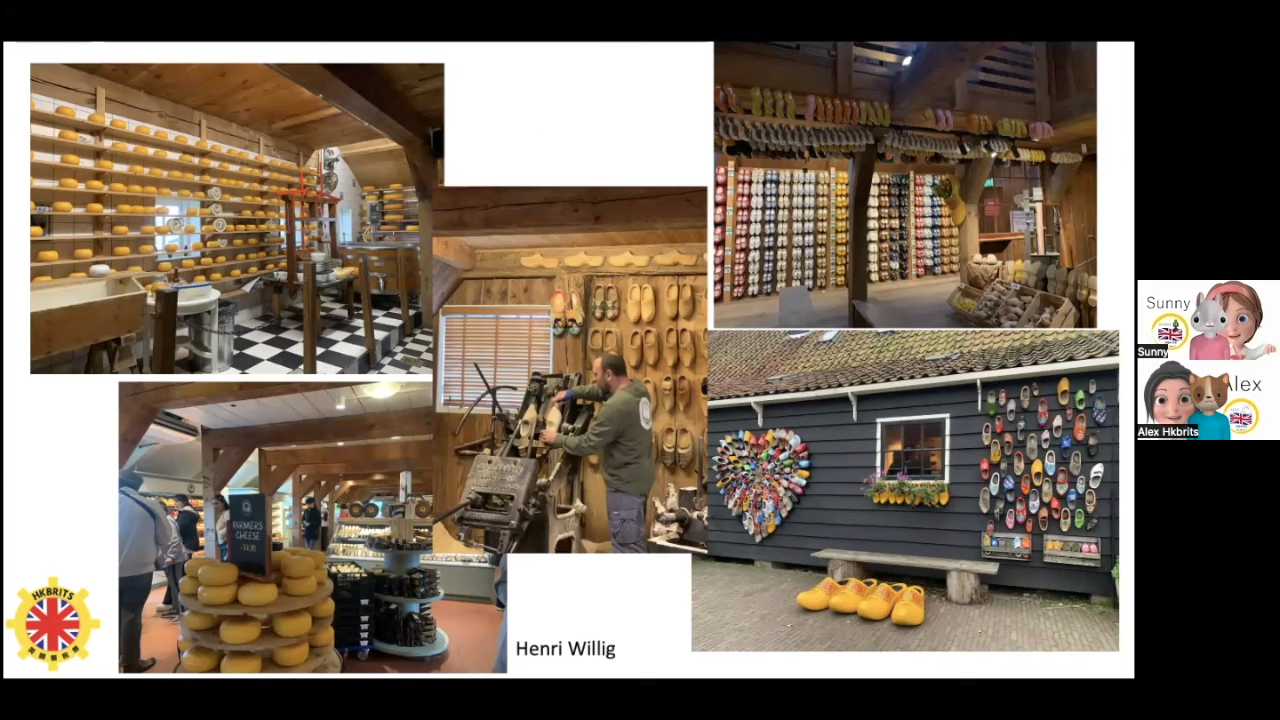 FARMERS
CHEESE
HKBRITS
Henri Willig
Sunny
Sunny
Alex
Alex Hkbrits